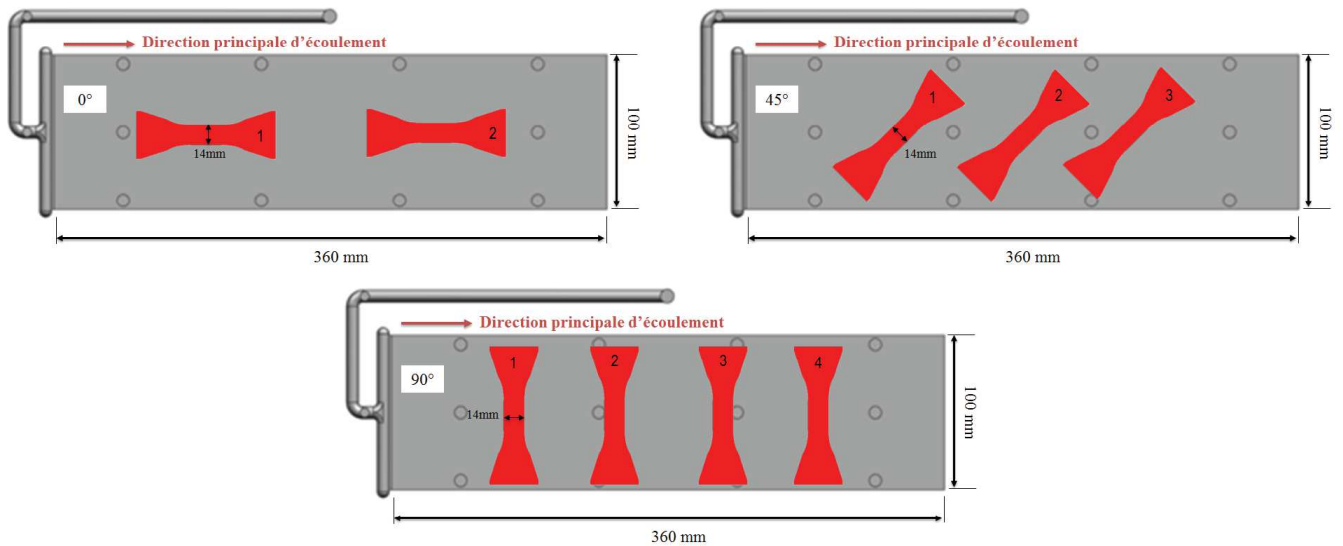 Direction principale d'écoulement
0°
1
2
14mm
100 mm
360 mm
Direction principale d'écoulement
45°
1
2
3
14mm
100 mm
360 mm
Direction principale d'écoulement
90°
1
2
3
4
14mm
100 mm
360 mm